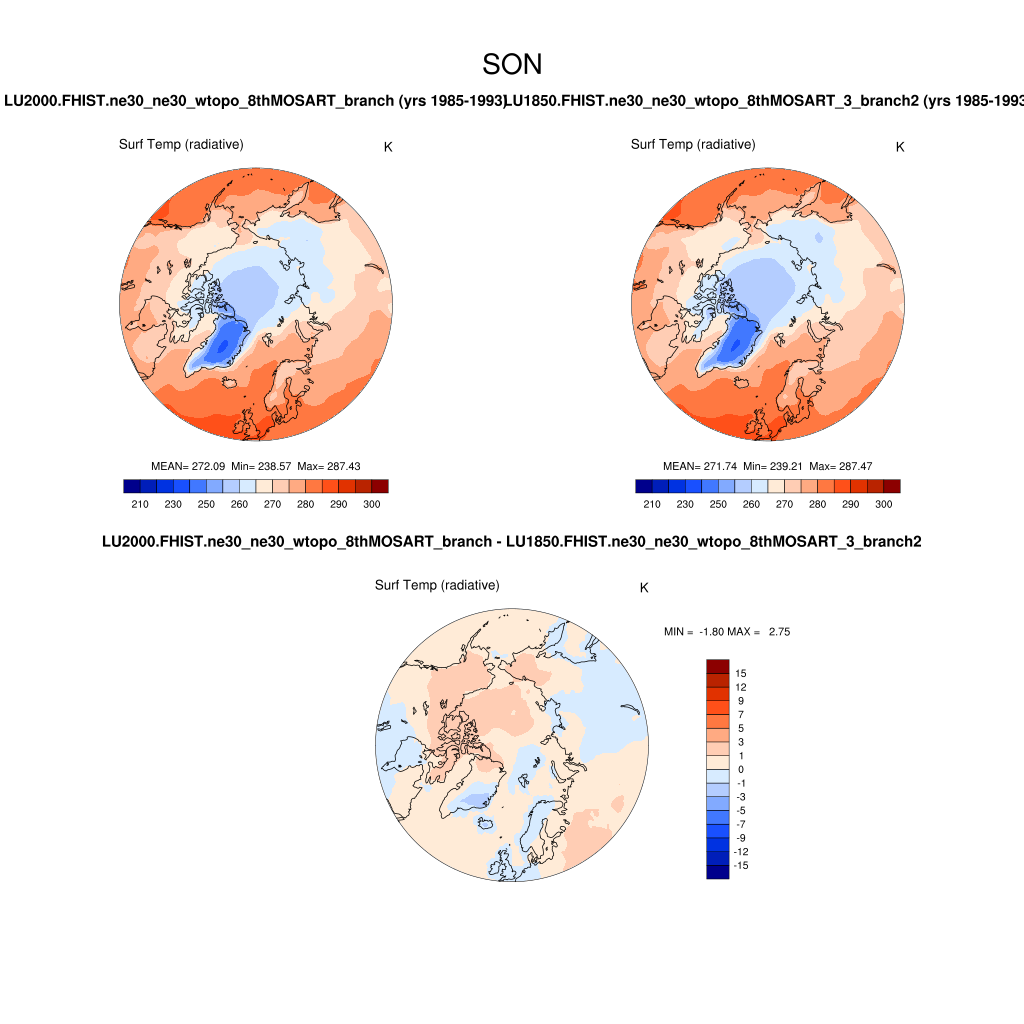 SON
LU2000.FHIST.ne30_ne30_wtopo_8thMOSART_branch (yrs 1985-1993)
LU1850.FHIST.ne30_ne30_wtopo_8thMOSART_3_branch2 (yrs 1985-1993
Surf Temp (radiative) K
Surf Temp (radiative) K
MEAN= 272.09 Min= 238.57 Max= 287.43
MEAN= 271.74 Min= 239.21 Max= 287.47
210 230 250 260 270 280 290 300
210 230 250 260 270 280 290 300
LU2000.FHIST.ne30_ne30_wtopo_8thMOSART_branch - LU1850.FHIST.ne30_ne30_wtopo_8thMOSART_3_branch2
Surf Temp (radiative) K
MIN = -1.80 MAX = 2.75
15
12
9
7
5
3
1
0
-1
-3
-5
-7
-9
-12
-15